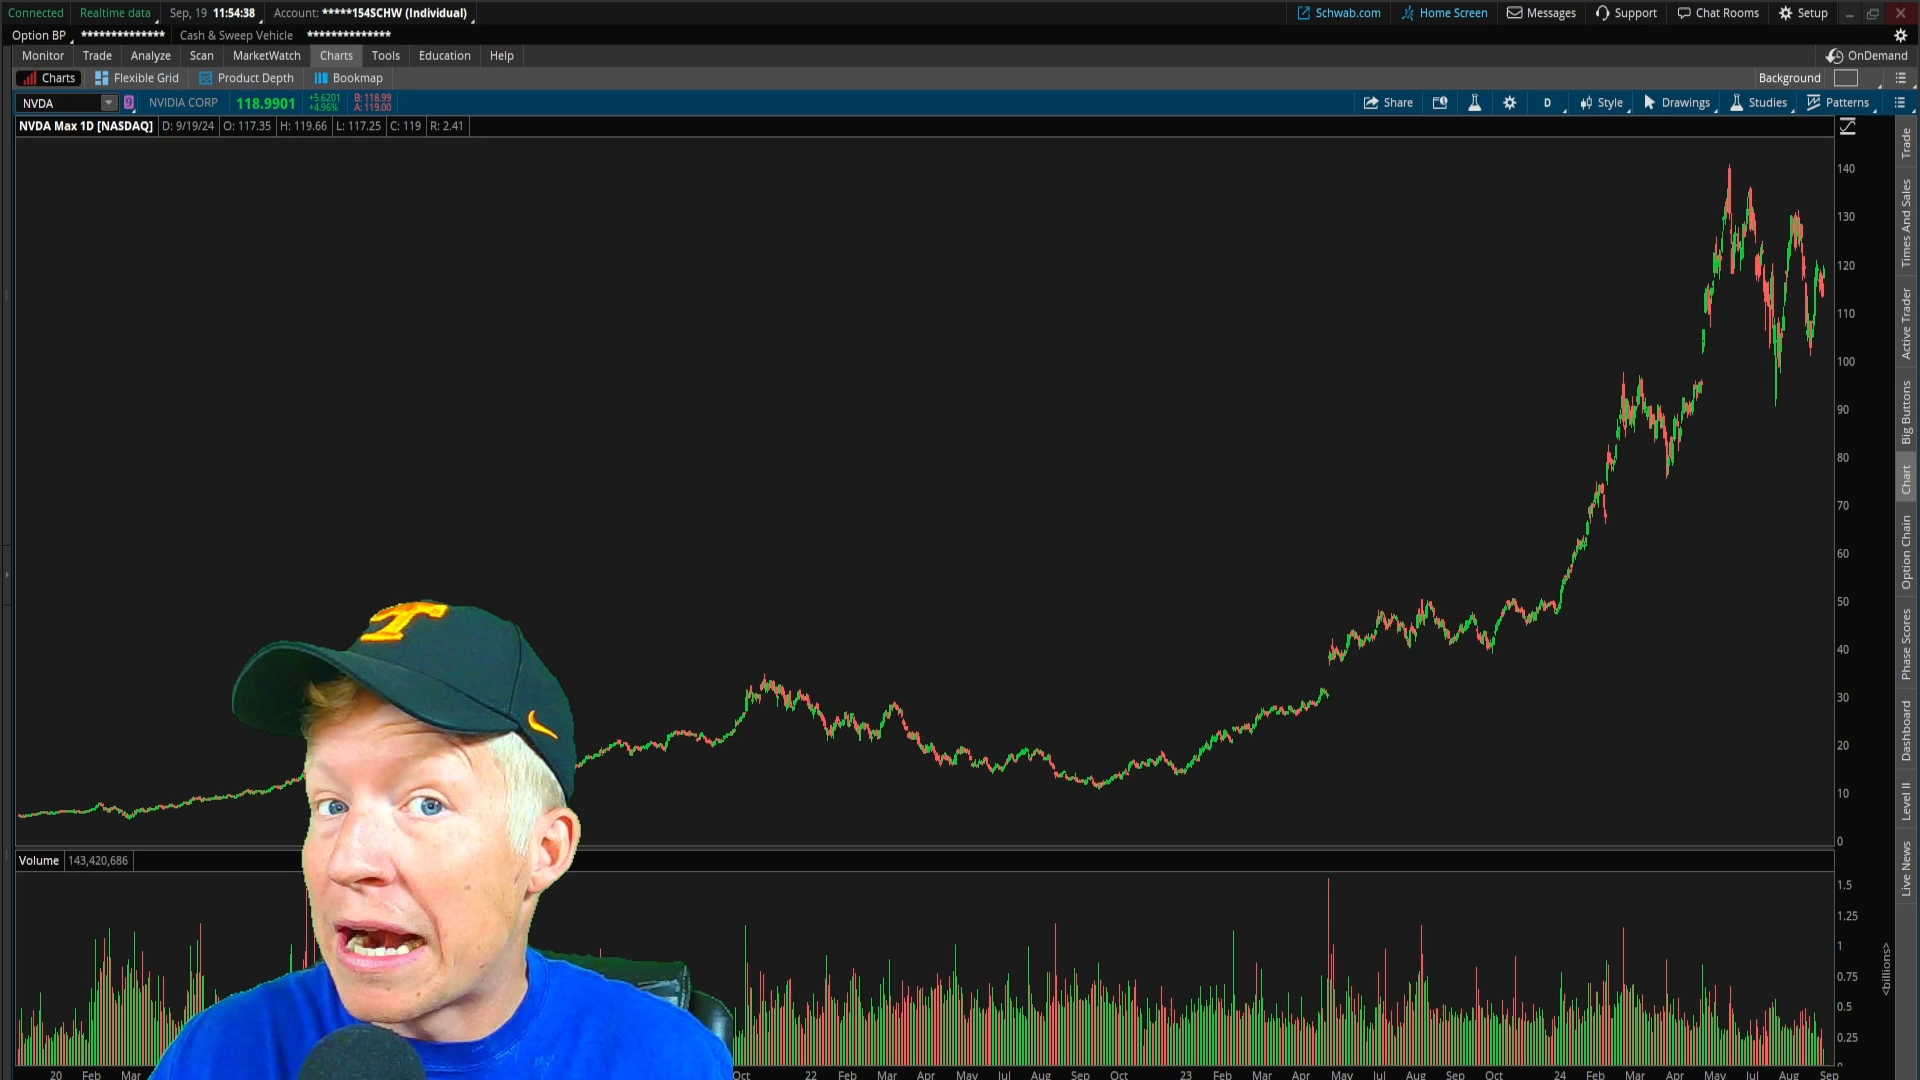 Connected Realtime data Sep, 19 11:54:38 Account: *****154SCHW (Individual) Schwab.com Home Screen Messages Support Chat Rooms Setup
Option BP ************** Cash & Sweep Vehicle **************
Monitor Trade Analyze Scan MarketWatch Charts Tools Education Help OnDemand
Charts Flexible Grid Product Depth Bookmap Background
NVDA 9 NVIDIA CORP 118.9901 +5.6201 +4.96% B: 118.99 A: 119.00 Share D Style Drawings Studies Patterns
NVDA Max 1D [NASDAQ] D: 9/19/24 O: 117.35 H: 119.66 L: 117.25 C: 119 R: 2.41
140
130
120
110
100
90
80
70
60
50
40
30
20
10
0
T
Volume 143,420,686
1.5
1.25
1
0.75
0.5
0.25
<billions>
20 Feb Mar Oct 22 Feb Mar Apr May Jul Aug Sep Oct 23 Feb Mar Apr May Jul Aug Sep Oct 24 Feb Mar Apr May Jul Aug Sep
Trade
Times And Sales
Active Trader
Big Buttons
Chart
Option Chain
Phase Scores
Dashboard
Level II
Live News